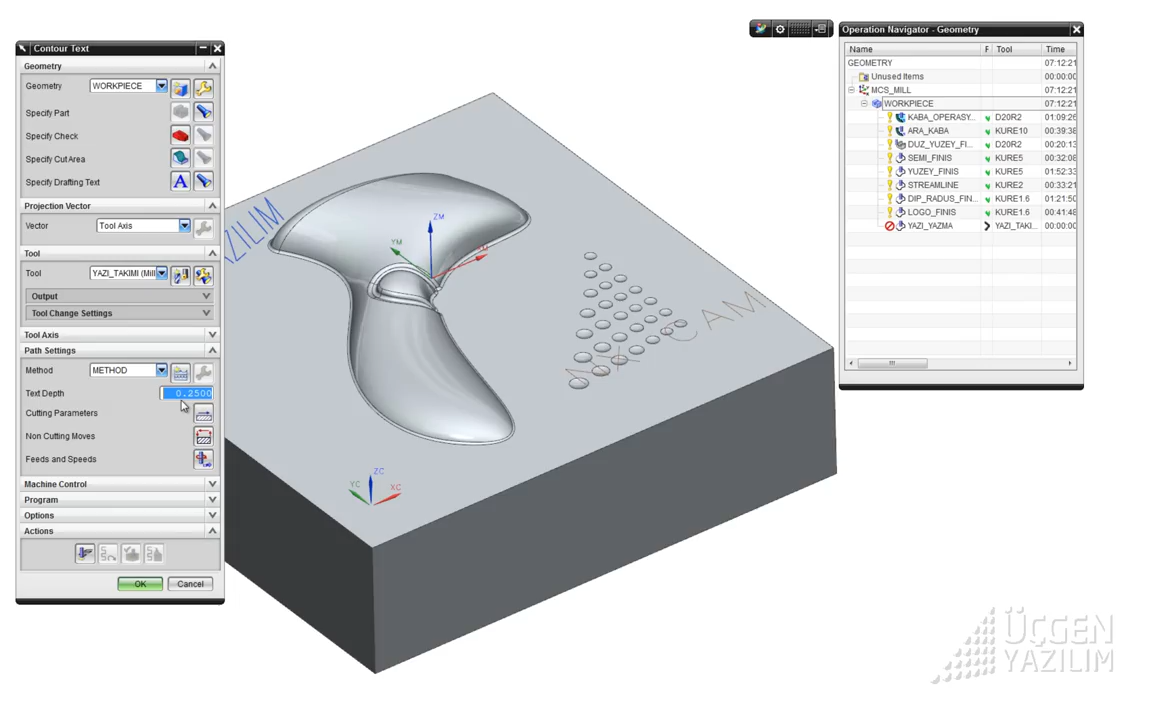 Contour Text
Geometry
Geometry WORKPIECE
Specify Part
Specify Check
Specify Cut Area
Specify Drafting Text A
Projection Vector
Vector Tool Axis
Tool
Tool YAZI_TAKIMI (Mill
Output
Tool Change Settings
Tool Axis
Path Settings
Method METHOD
Text Depth 0.2500
Cutting Parameters
Non Cutting Moves
Feeds and Speeds
Machine Control
Program
Options
Actions
OK Cancel
YAZILIM
ZM
YM
NX CAM
ZC
YC XC
Operation Navigator - Geometry
Name F Tool Time
GEOMETRY 07:12:21
Unused Items 00:00:00
MCS_MILL 07:12:21
WORKPIECE 07:12:21
KABA_OPERASY... D20R2 01:09:26
ARA_KABA KURE10 00:39:38
DUZ_YUZEY_FI... D20R2 00:20:13
SEMI_FINIS KURE5 00:32:08
YUZEY_FINIS KURE5 01:52:33
STREAMLINE KURE2 00:33:21
DIP_RADUS_FIN... KURE1.6 01:21:50
LOGO_FINIS KURE1.6 00:41:48
YAZI_YAZMA YAZI_TAKI... 00:00:00
ÜÇGEN
YAZILIM